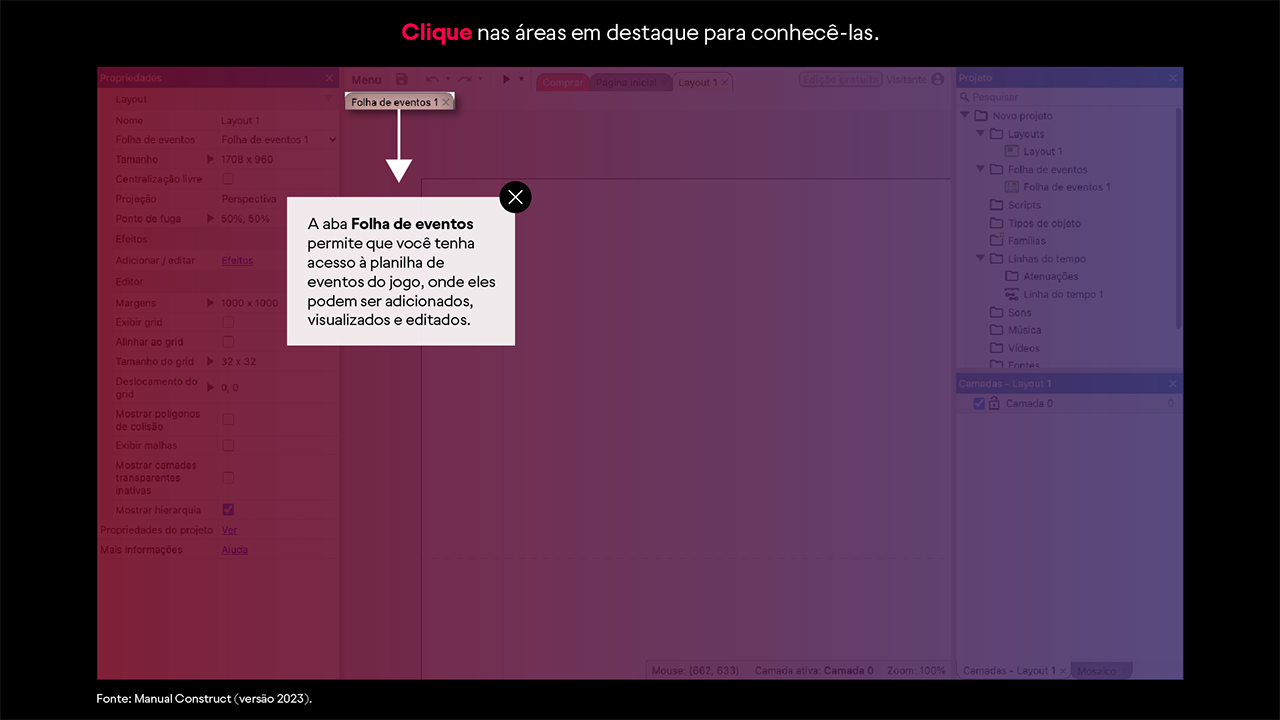 Clique nas áreas em destaque para conhecê-las.
Propriedades
Layout
Nome Layout 1
Folha de eventos Folha de eventos 1
Tamanho 1708 x 960
Centralização livre
Projeção Perspectiva
Ponto de fuga 50%, 50%
Efeitos
Adicionar / editar Efeitos
Editor
Margens 1000 x 1000
Exibir grid
Alinhar ao grid
Tamanho do grid 32 x 32
Deslocamento do
grid 0, 0
Mostrar polígonos
de colisão
Exibir malhas
Mostrar camadas
transparentes
inativas
Mostrar hierarquia
Propriedades do projeto Ver
Mais informações Ajuda
Menu
Comprar Página inicial Layout 1
Edição gratuita Visitante
Folha de eventos 1
A aba Folha de eventos
permite que você tenha
acesso à planilha de
eventos do jogo, onde eles
podem ser adicionados,
visualizados e editados.
Mouse: (662, 633) Camada ativa: Camada 0 Zoom: 100%
Projeto
Pesquisar
Novo projeto
Layouts
Layout 1
Folha de eventos
Folha de eventos 1
Scripts
Tipos de objeto
Famílias
Linhas do tempo
Atenuações
Linha do tempo 1
Sons
Música
Vídeos
Fontes
Camadas - Layout 1
Camada 0 0
Camadas - Layout 1 Mosaico
Fonte: Manual Construct (versão 2023).